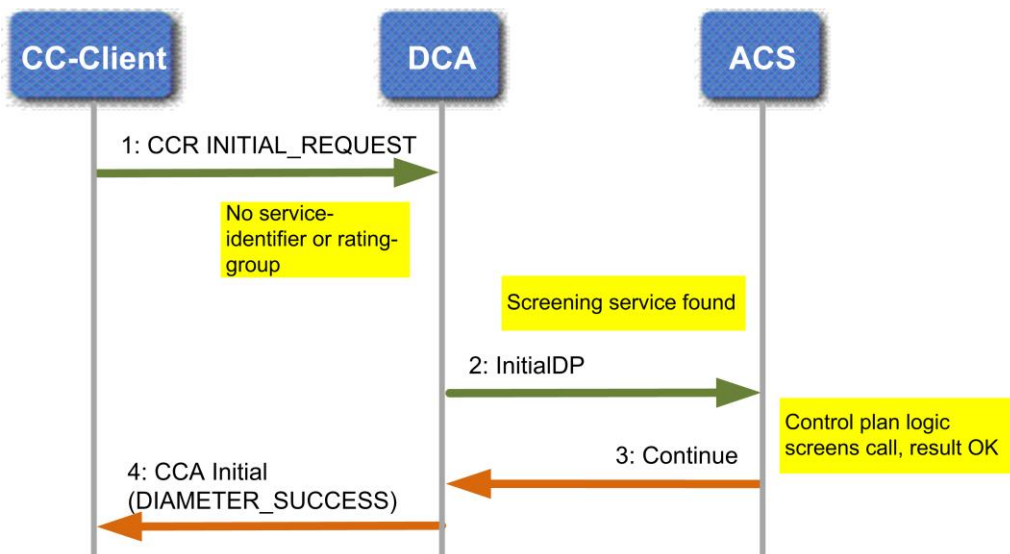 CC-Client
DCA
ACS
1: CCR INITIAL_REQUEST
No service-
identifier or rating-
group
Screening service found
2: InitialDP
Control plan logic
screens call, result OK
3: Continue
4: CCA Initial
(DIAMETER_SUCCESS)